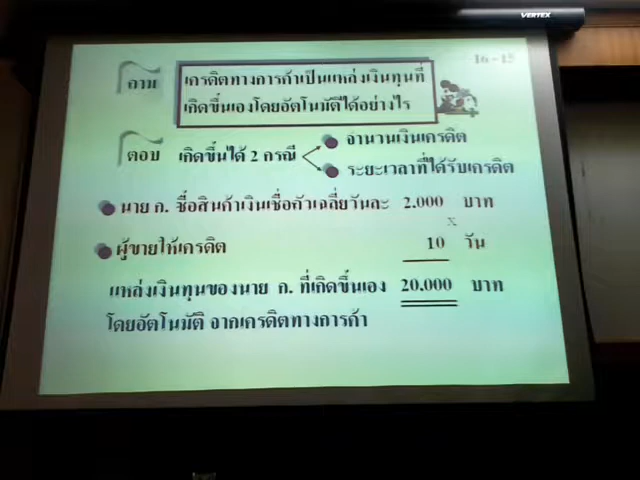 VERTEX
16-15
ถาม
เครดิตทางการค้าเป็นแหล่งเงินทุนที่
เกิดขึ้นเองโดยอัตโนมัติได้อย่างไร
ตอบ เกิดขึ้นได้ 2 กรณี
จำนวนเงินเครดิต
ระยะเวลาที่ได้รับเครดิต
นาย ก. ซื้อสินค้าเงินเชื่อถัวเฉลี่ยวันละ 2.000 บาท
x
ผู้ขายให้เครดิต 10 วัน
แหล่งเงินทุนของนาย ก. ที่เกิดขึ้นเอง 20.000 บาท
โดยอัตโนมัติ จากเครดิตทางการค้า